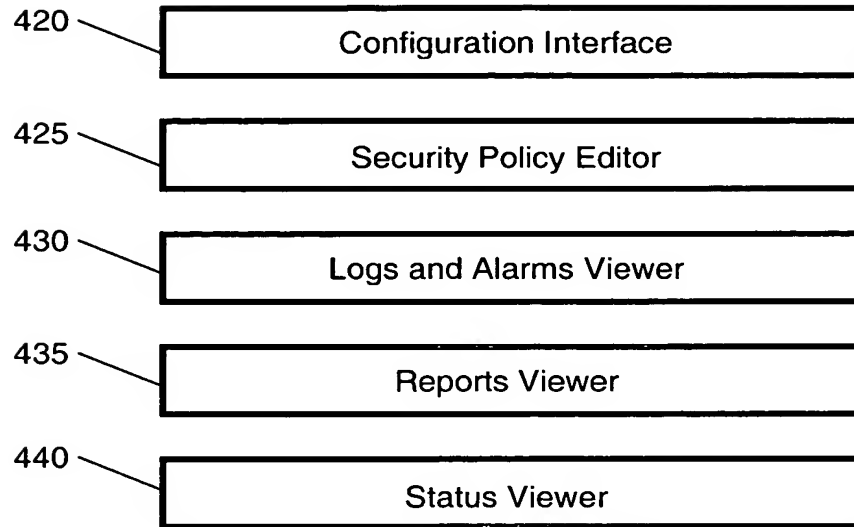 420 Configuration Interface
425 Security Policy Editor
430 Logs and Alarms Viewer
435 Reports Viewer
440 Status Viewer